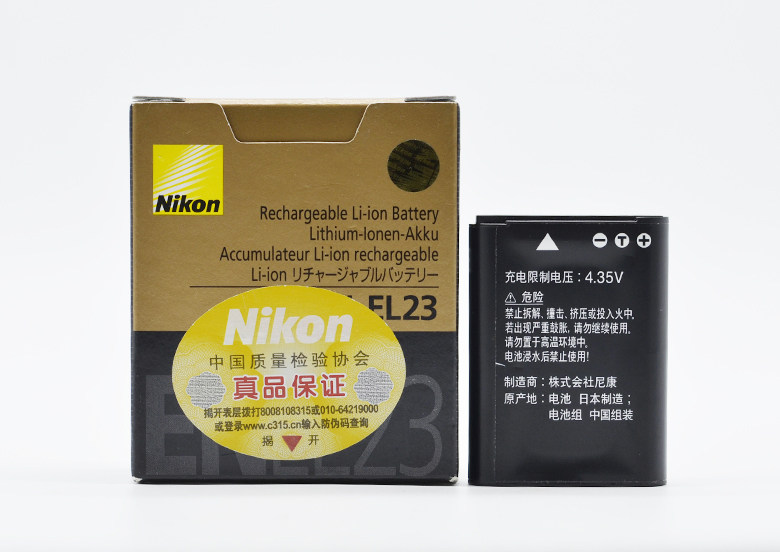 Nikon
Rechargeable Li-ion Battery
Lithium-Ionen-Akku
Accumulateur Li-ion rechargeable
Li-ion リチャージャブルバッテリー
EL23
Nikon
中国质量检验协会
真品保证
揭开表层拨打8008108315或010-64219000
或登录www.c315.cn输入防伪码查询
揭 开
EN EL23
T
充电限制电压: 4.35V
危险
禁止拆解、撞击、挤压或投入火中.
若出现严重鼓胀, 请勿继续使用.
请勿置于高温环境中.
电池浸水后禁止使用!
制造商: 株式会社尼康
原产地: 电池 日本制造;
电池组 中国组装